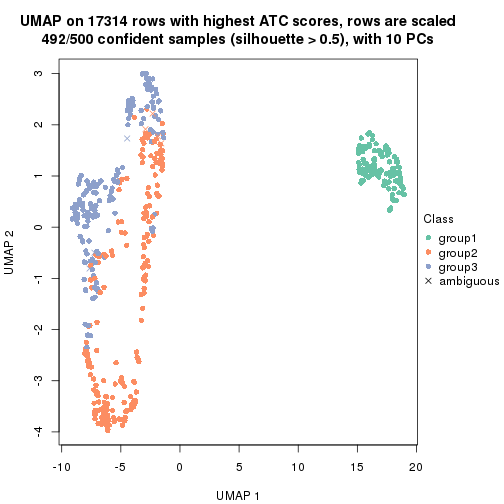 UMAP on 17314 rows with highest ATC scores, rows are scaled
492/500 confident samples (silhouette > 0.5), with 10 PCs
3
2
1
0
-1
-2
-3
-4
UMAP 2
-10
-5
0
5
10
15
20
UMAP 1
Class
group1
group2
group3
ambiguous